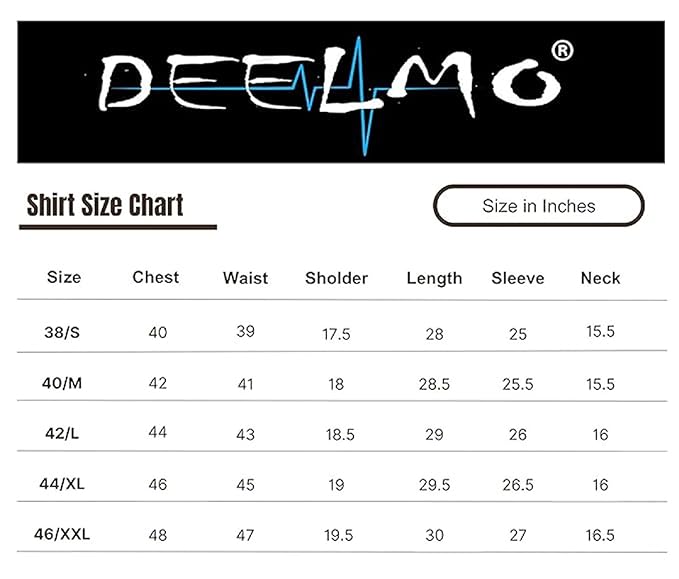 DEELMO®
Shirt Size Chart
Size in Inches
Size Chest Waist Sholder Length Sleeve Neck
38/S 40 39 17.5 28 25 15.5
40/M 42 41 18 28.5 25.5 15.5
42/L 44 43 18.5 29 26 16
44/XL 46 45 19 29.5 26.5 16
46/XXL 48 47 19.5 30 27 16.5